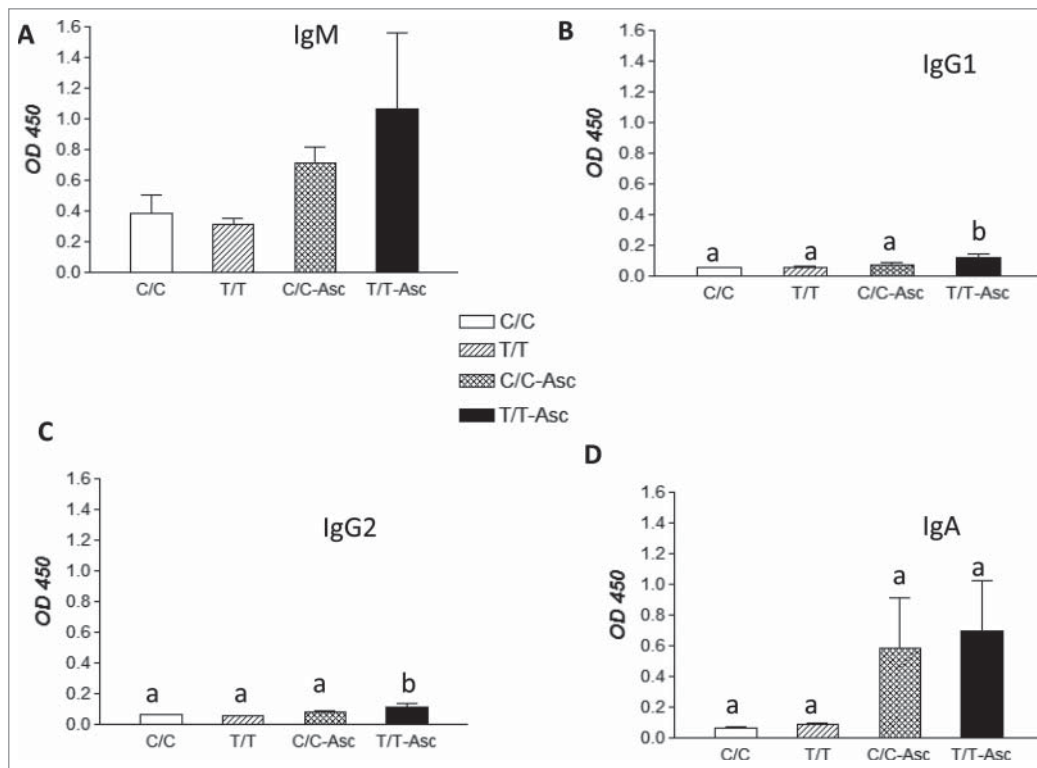 A
IgM
OD 450
1.6
1.4
1.2
1.0
0.8
0.6
0.4
0.2
0.0
C/C T/T C/C-Asc T/T-Asc
B
IgG1
OD 450
1.6
1.4
1.2
1.0
0.8
0.6
0.4
0.2
0.0
a a a b
C/C T/T C/C-Asc T/T-Asc
C/C
T/T
C/C-Asc
T/T-Asc
C
IgG2
OD 450
1.6
1.4
1.2
1.0
0.8
0.6
0.4
0.2
0.0
a a a b
C/C T/T C/C-Asc T/T-Asc
D
IgA
OD 450
1.6
1.4
1.2
1.0
0.8
0.6
0.4
0.2
0.0
a a a a
C/C T/T C/C-Asc T/T-Asc